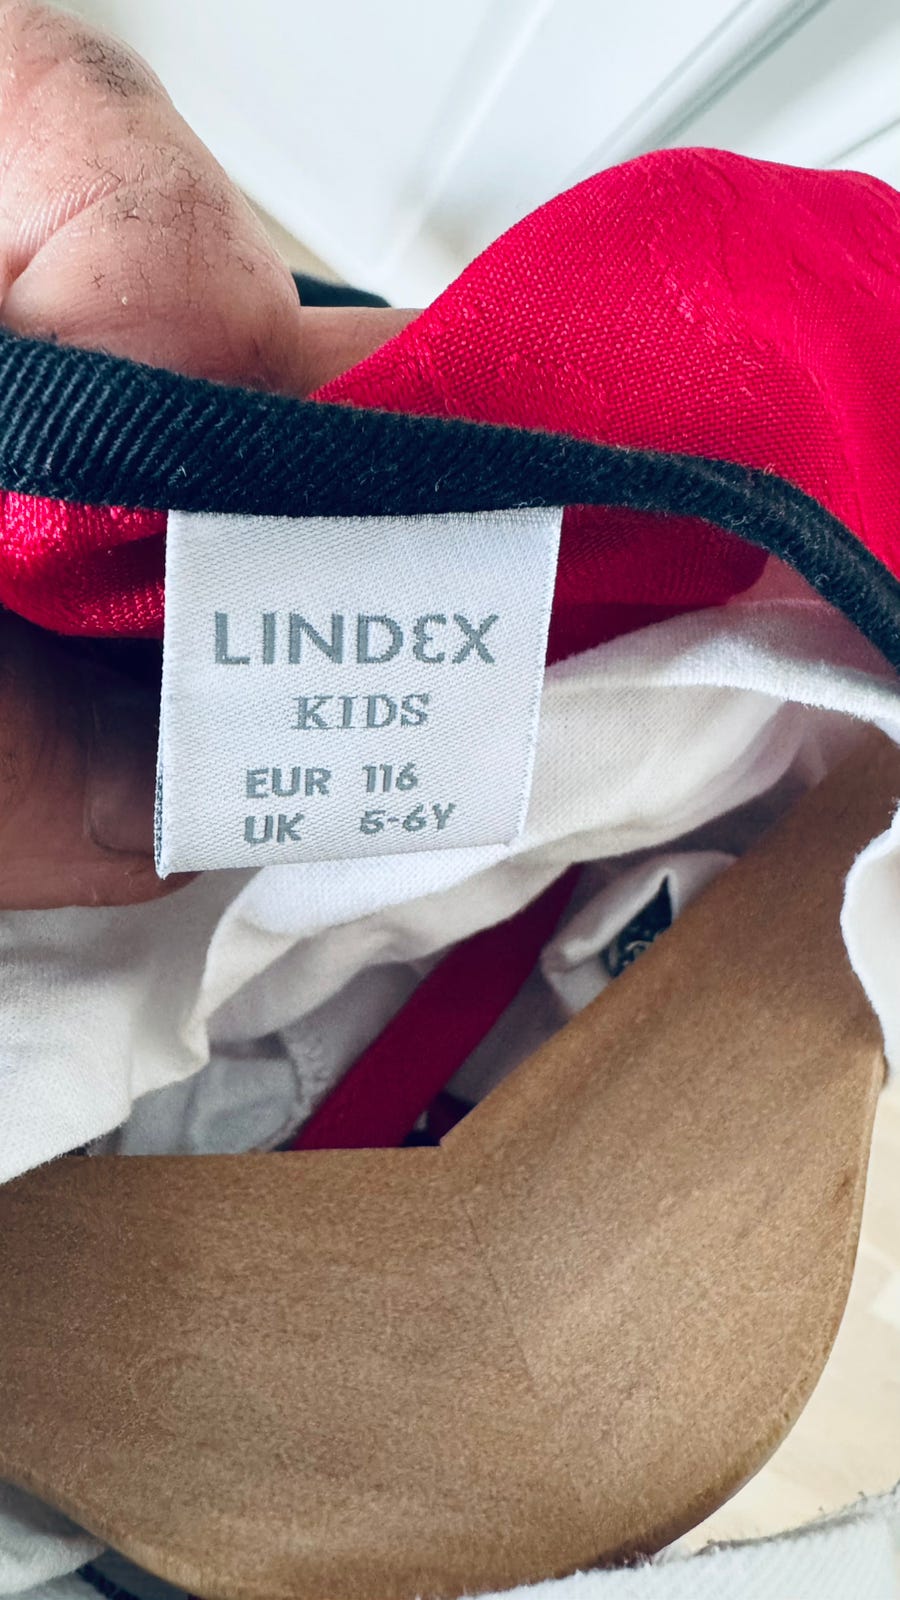 LINDEX
KIDS
EUR 116
UK 5-6Y